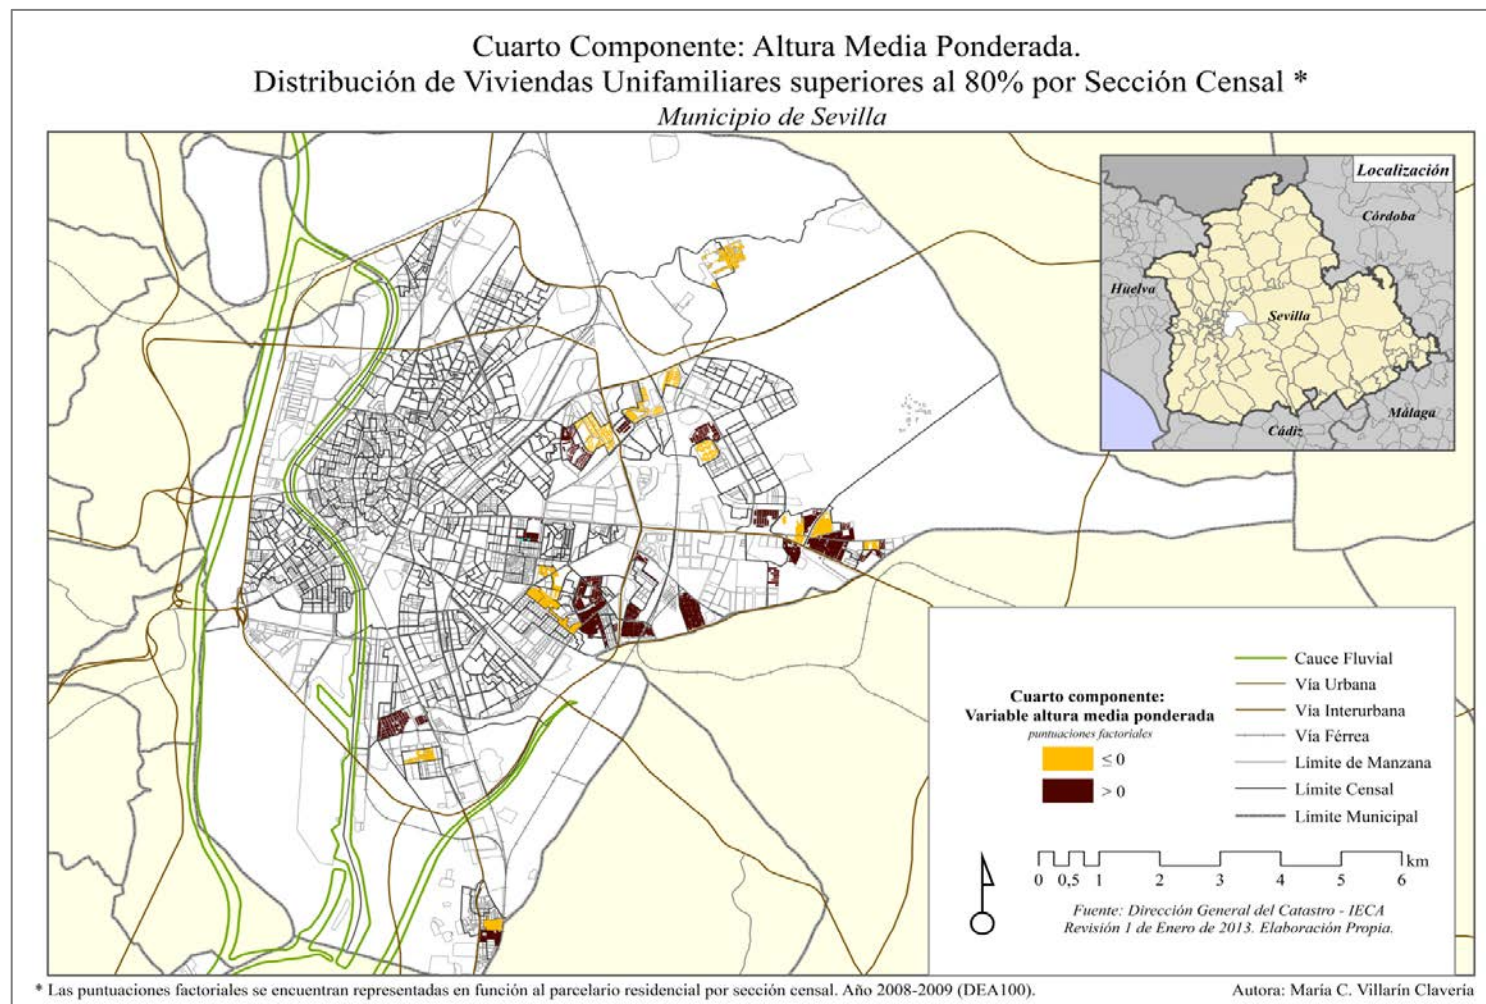 Cuarto Componente: Altura Media Ponderada.
Distribución de Viviendas Unifamiliares superiores al 80% por Sección Censal *
Municipio de Sevilla
Localización
Córdoba
Huelva
Sevilla
Málaga
Cádiz
Cuarto componente:
Variable altura media ponderada
puntuaciones factoriales
≤ 0
> 0
Cauce Fluvial
Vía Urbana
Vía Interurbana
Vía Férrea
Límite de Manzana
Límite Censal
Límite Municipal
km
0 0,5 1 2 3 4 5 6
Fuente: Dirección General del Catastro - IECA
Revisión 1 de Enero de 2013. Elaboración Propia.
* Las puntuaciones factoriales se encuentran representadas en función al parcelario residencial por sección censal. Año 2008-2009 (DEA100).
Autora: María C. Villarín Clavería